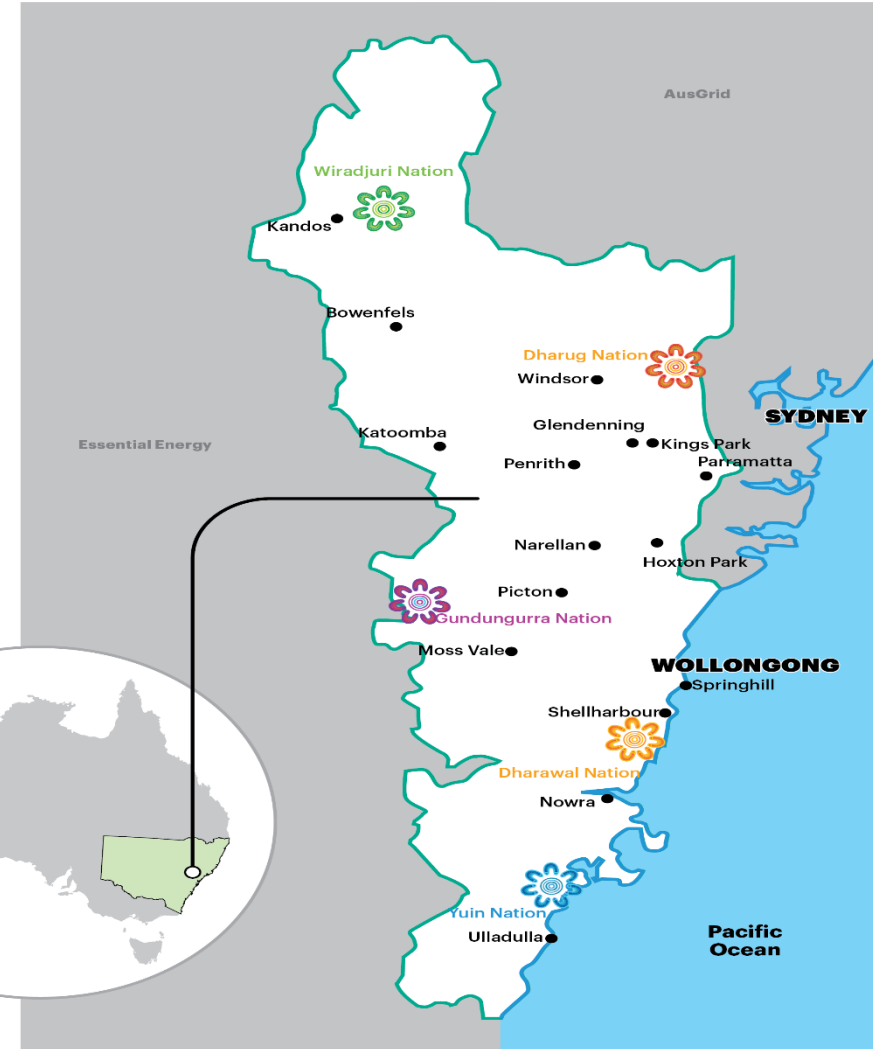 AusGrid
Wiradjuri Nation
Kandos
Bowenfels
Dharug Nation
Windsor
SYDNEY
Glendenning
Katoomba
Essential Energy
Kings Park
Penrith
Parramatta
Narellan
Hoxton Park
Picton
Gundungurra Nation
Moss Vale
WOLLONGONG
Springhill
Shellharbour
Dharawal Nation
Nowra
Yuin Nation
Ulladulla
Pacific
Ocean